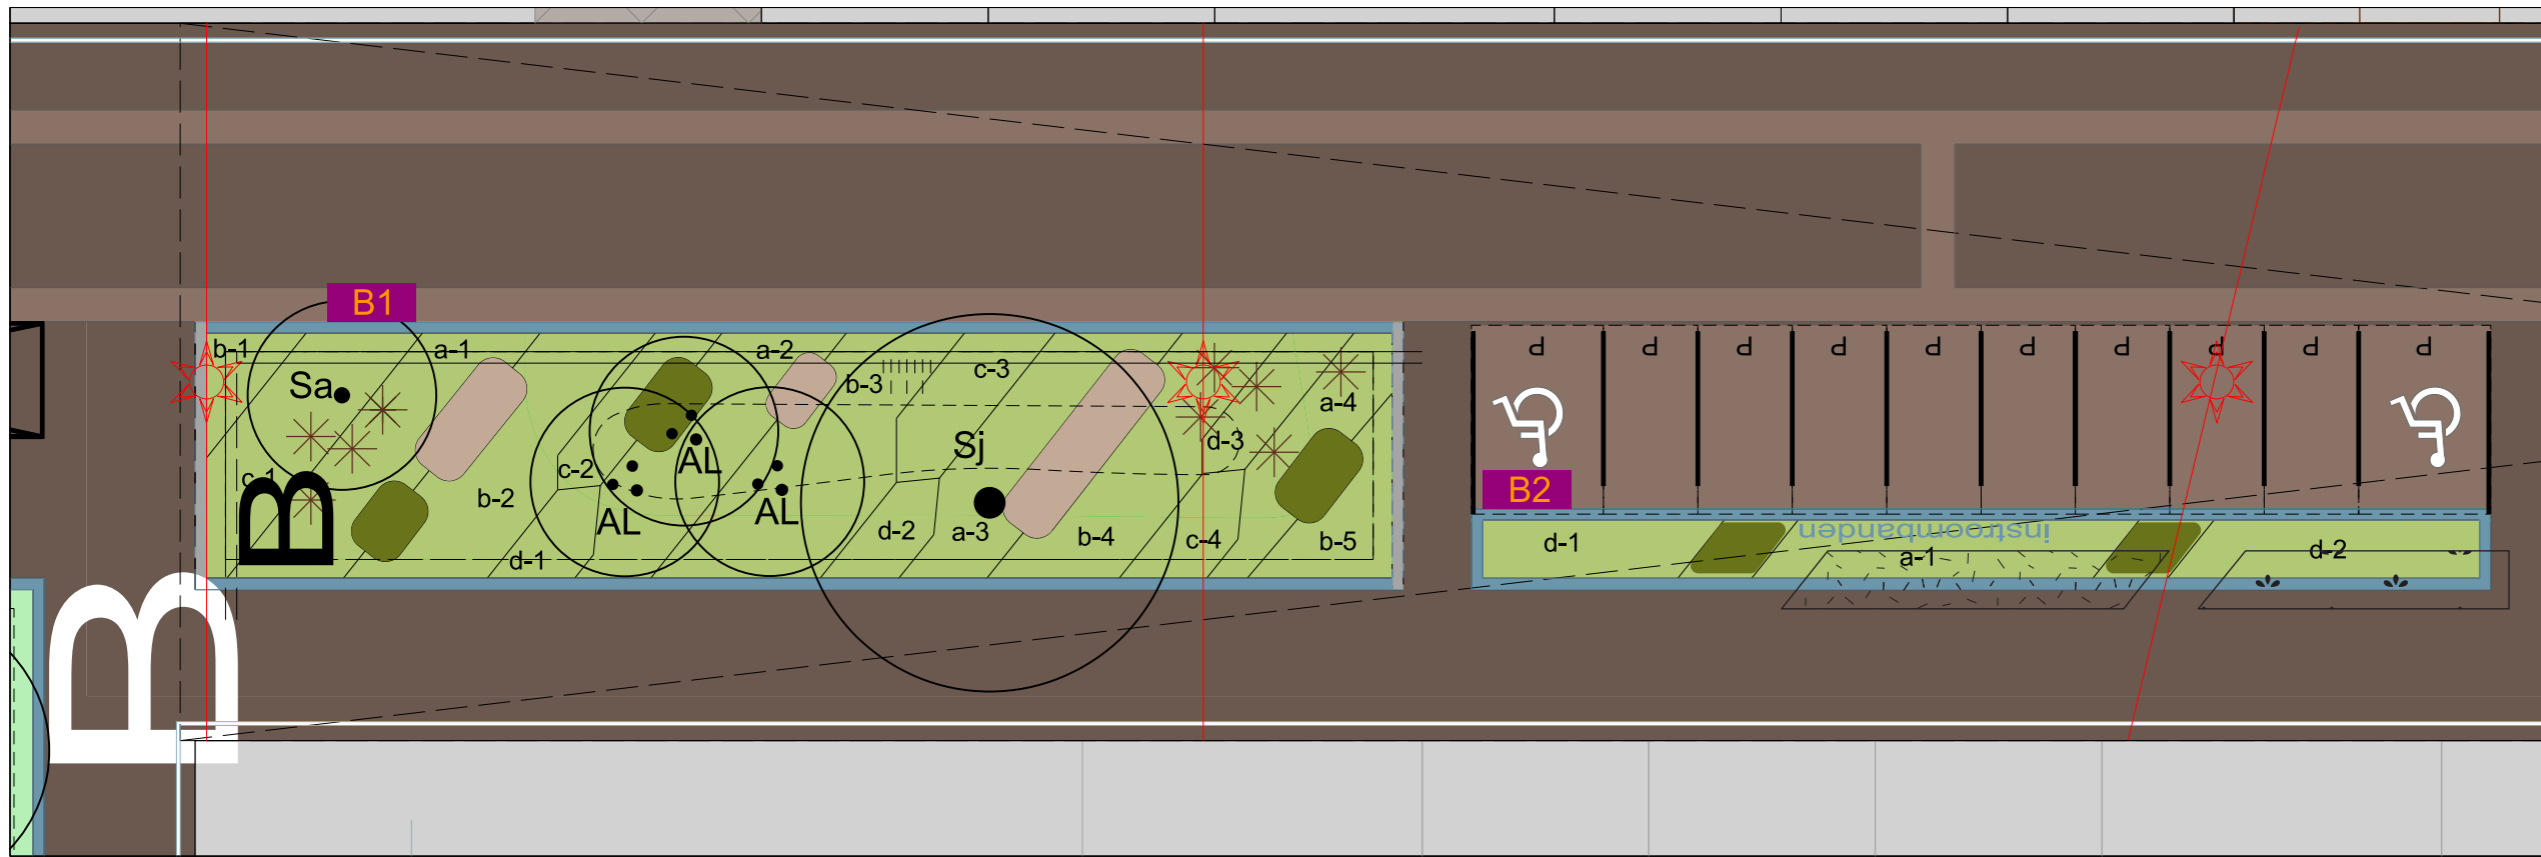 B1
b-1
a-1
a-2
b-3
c-3
a-4
Sa
c-1
b-2
c-2
AL
AL
AL
Sj
d-3
d-1
d-2
a-3
b-4
c-4
b-5
B
B
P P P P P P P P P P
B2
d-1
instroombanden
a-1
d-2